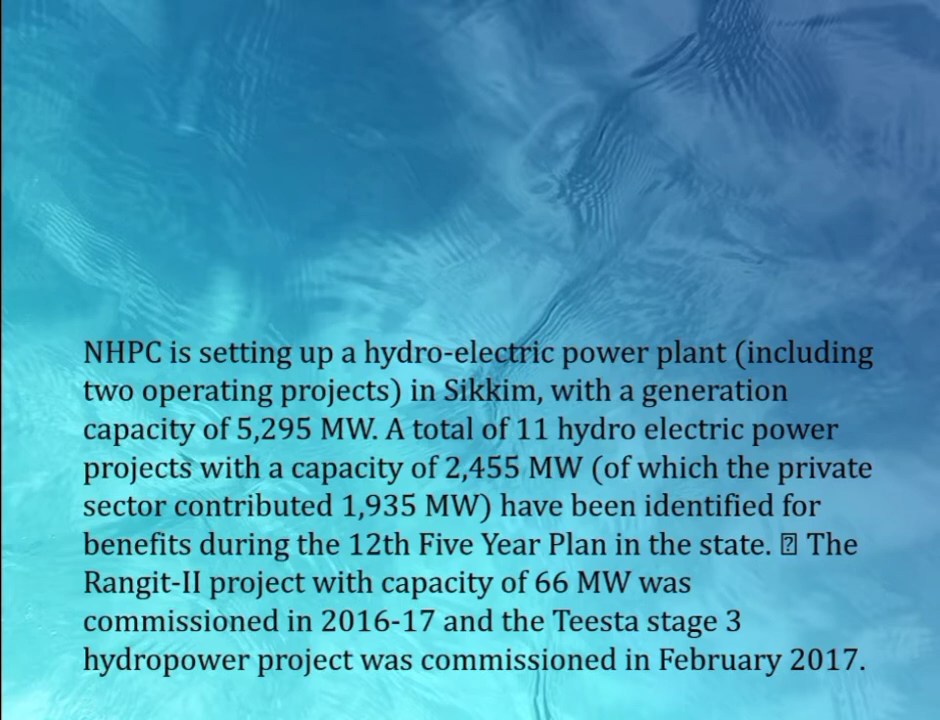 NHPC is setting up a hydro-electric power plant (including
two operating projects) in Sikkim, with a generation
capacity of 5,295 MW. A total of 11 hydro electric power
projects with a capacity of 2,455 MW (of which the private
sector contributed 1,935 MW) have been identified for
benefits during the 12th Five Year Plan in the state. ⍰ The
Rangit-II project with capacity of 66 MW was
commissioned in 2016-17 and the Teesta stage 3
hydropower project was commissioned in February 2017.